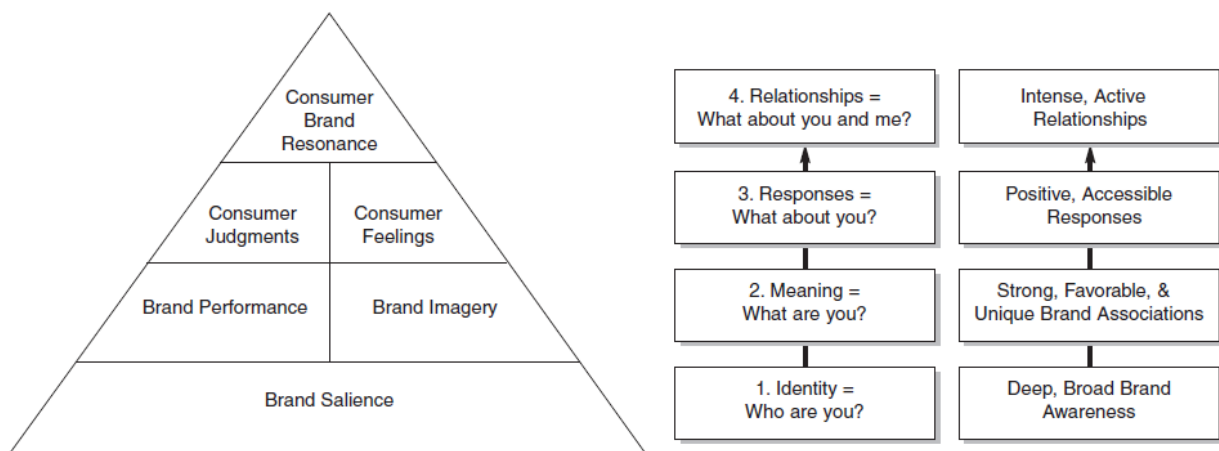 Consumer
Brand
Resonance
Consumer
Judgments
Consumer
Feelings
Brand Performance
Brand Imagery
Brand Salience
4. Relationships =
What about you and me?
3. Responses =
What about you?
2. Meaning =
What are you?
1. Identity =
Who are you?
Intense, Active
Relationships
Positive, Accessible
Responses
Strong, Favorable, &
Unique Brand Associations
Deep, Broad Brand
Awareness